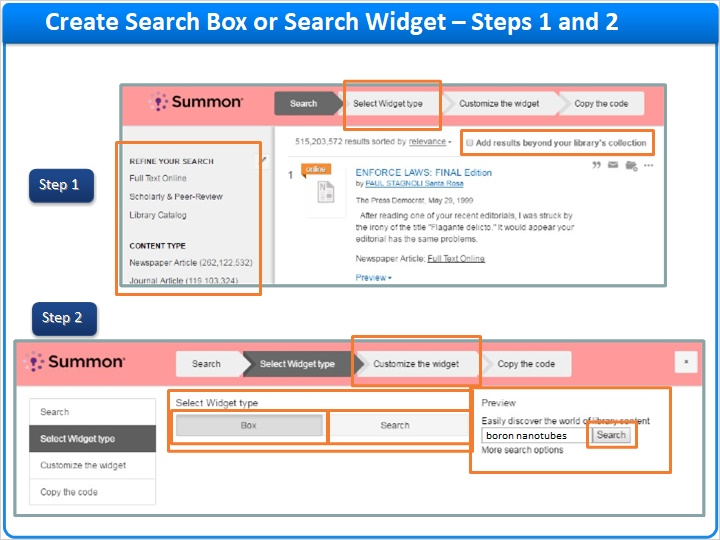 Create Search Box or Search Widget – Steps 1 and 2
Step 1
Summon
Search
Select Widget type
Customize the widget
Copy the code
515,203,572 results sorted by relevance
Add results beyond your library's collection
REFINE YOUR SEARCH
Full Text Online
Scholarly & Peer-Review
Library Catalog
CONTENT TYPE
Newspaper Article (262,122,532)
Journal Article (119,103,324)
1
online
ENFORCE LAWS: FINAL Edition
by PAUL STAGNOLI Santa Rosa
The Press Democrat, May 29, 1999
After reading one of your recent editorials, I was struck by
the irony of the title "Flagante delicto." It would appear your
editorial has the same problems.
Newspaper Article: Full Text Online
Preview
Step 2
Summon
Search
Select Widget type
Customize the widget
Copy the code
Search
Select Widget type
Customize the widget
Copy the code
Select Widget type
Box
Search
Preview
Easily discover the world of library content
boron nanotubes
Search
More search options